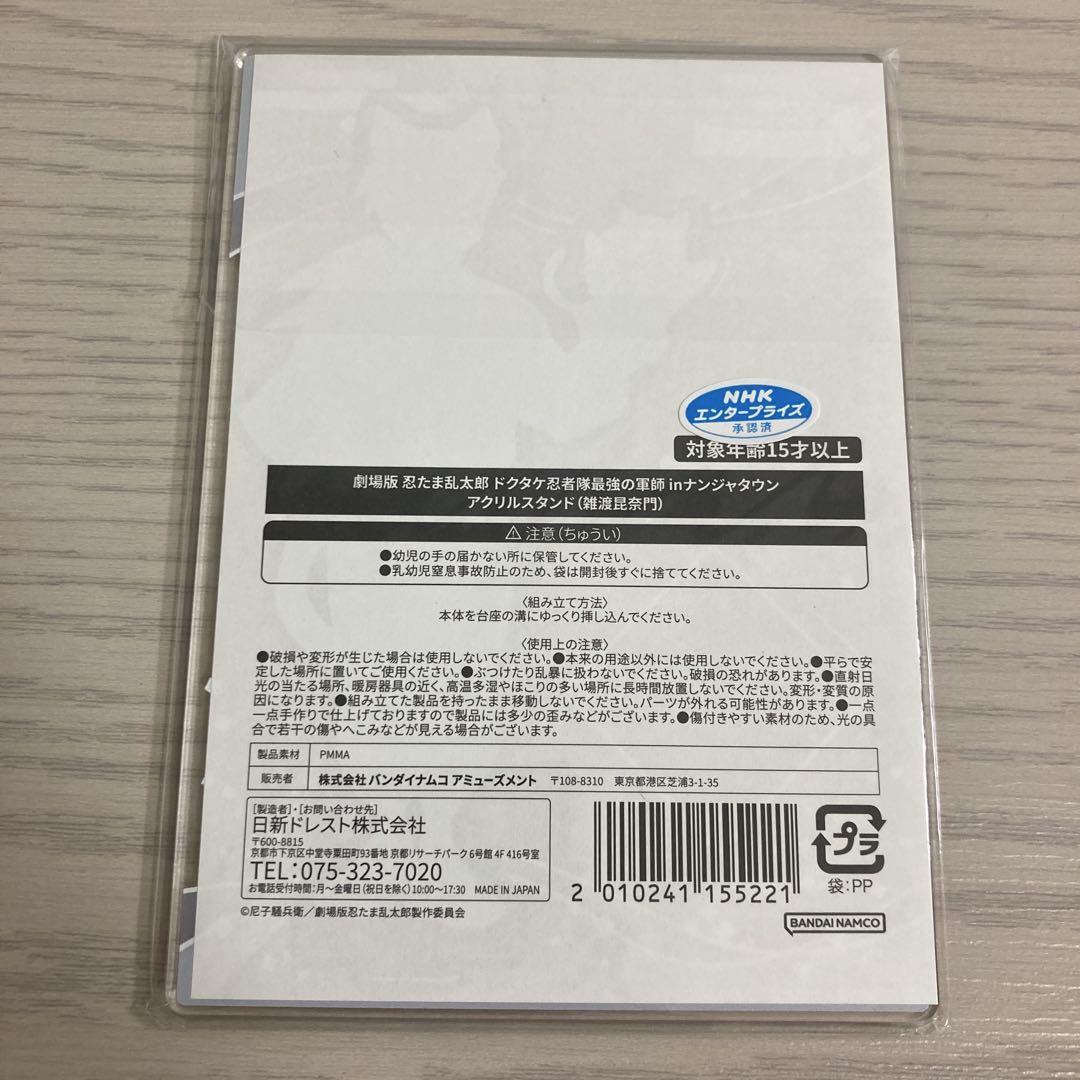 NHK
エンタープライズ
承認済
対象年齢15才以上
劇場版 忍たま乱太郎 ドクタケ忍者隊最強の軍師 inナンジャタウン
アクリルスタンド(雑渡昆奈門)
⚠ 注意(ちゅうい)
●幼児の手の届かない所に保管してください。
●乳幼児窒息事故防止のため、袋は開封後すぐに捨ててください。
〈組み立て方法〉
本体を台座の溝にゆっくり挿し込んでください。
〈使用上の注意〉
●破損や変形が生じた場合は使用しないでください。●本来の用途以外には使用しないでください。●平らで安
定した場所に置いてご使用ください。●ぶつけたり乱暴に扱わないでください。破損の恐れがあります。●直射日
光の当たる場所、暖房器具の近く、高温多湿やほこりの多い場所に長時間放置しないでください。変形・変質の原
因になります。●組み立てた製品を持ったまま移動しないでください。パーツが外れる可能性があります。●一点
一点手作りで仕上げておりますので製品には多少の歪みなどがございます。●傷付きやすい素材のため、光の具
合で若干の傷やへこみなどが見える場合がございます。
製品素材 PMMA
販売者 株式会社 バンダイナムコ アミューズメント 〒108-8310 東京都港区芝浦3-1-35
[製造者]・[お問い合わせ先]
日新ドレスト株式会社
〒600-8815
京都市下京区中堂寺粟田町93番地 京都リサーチパーク 6号館 4F 416号室
TEL:075-323-7020
お電話受付時間:月〜金曜日(祝日を除く)10:00〜17:30 MADE IN JAPAN
©尼子騒兵衛/劇場版忍たま乱太郎製作委員会
2 010241 155221
プラ
袋:PP
BANDAI NAMCO